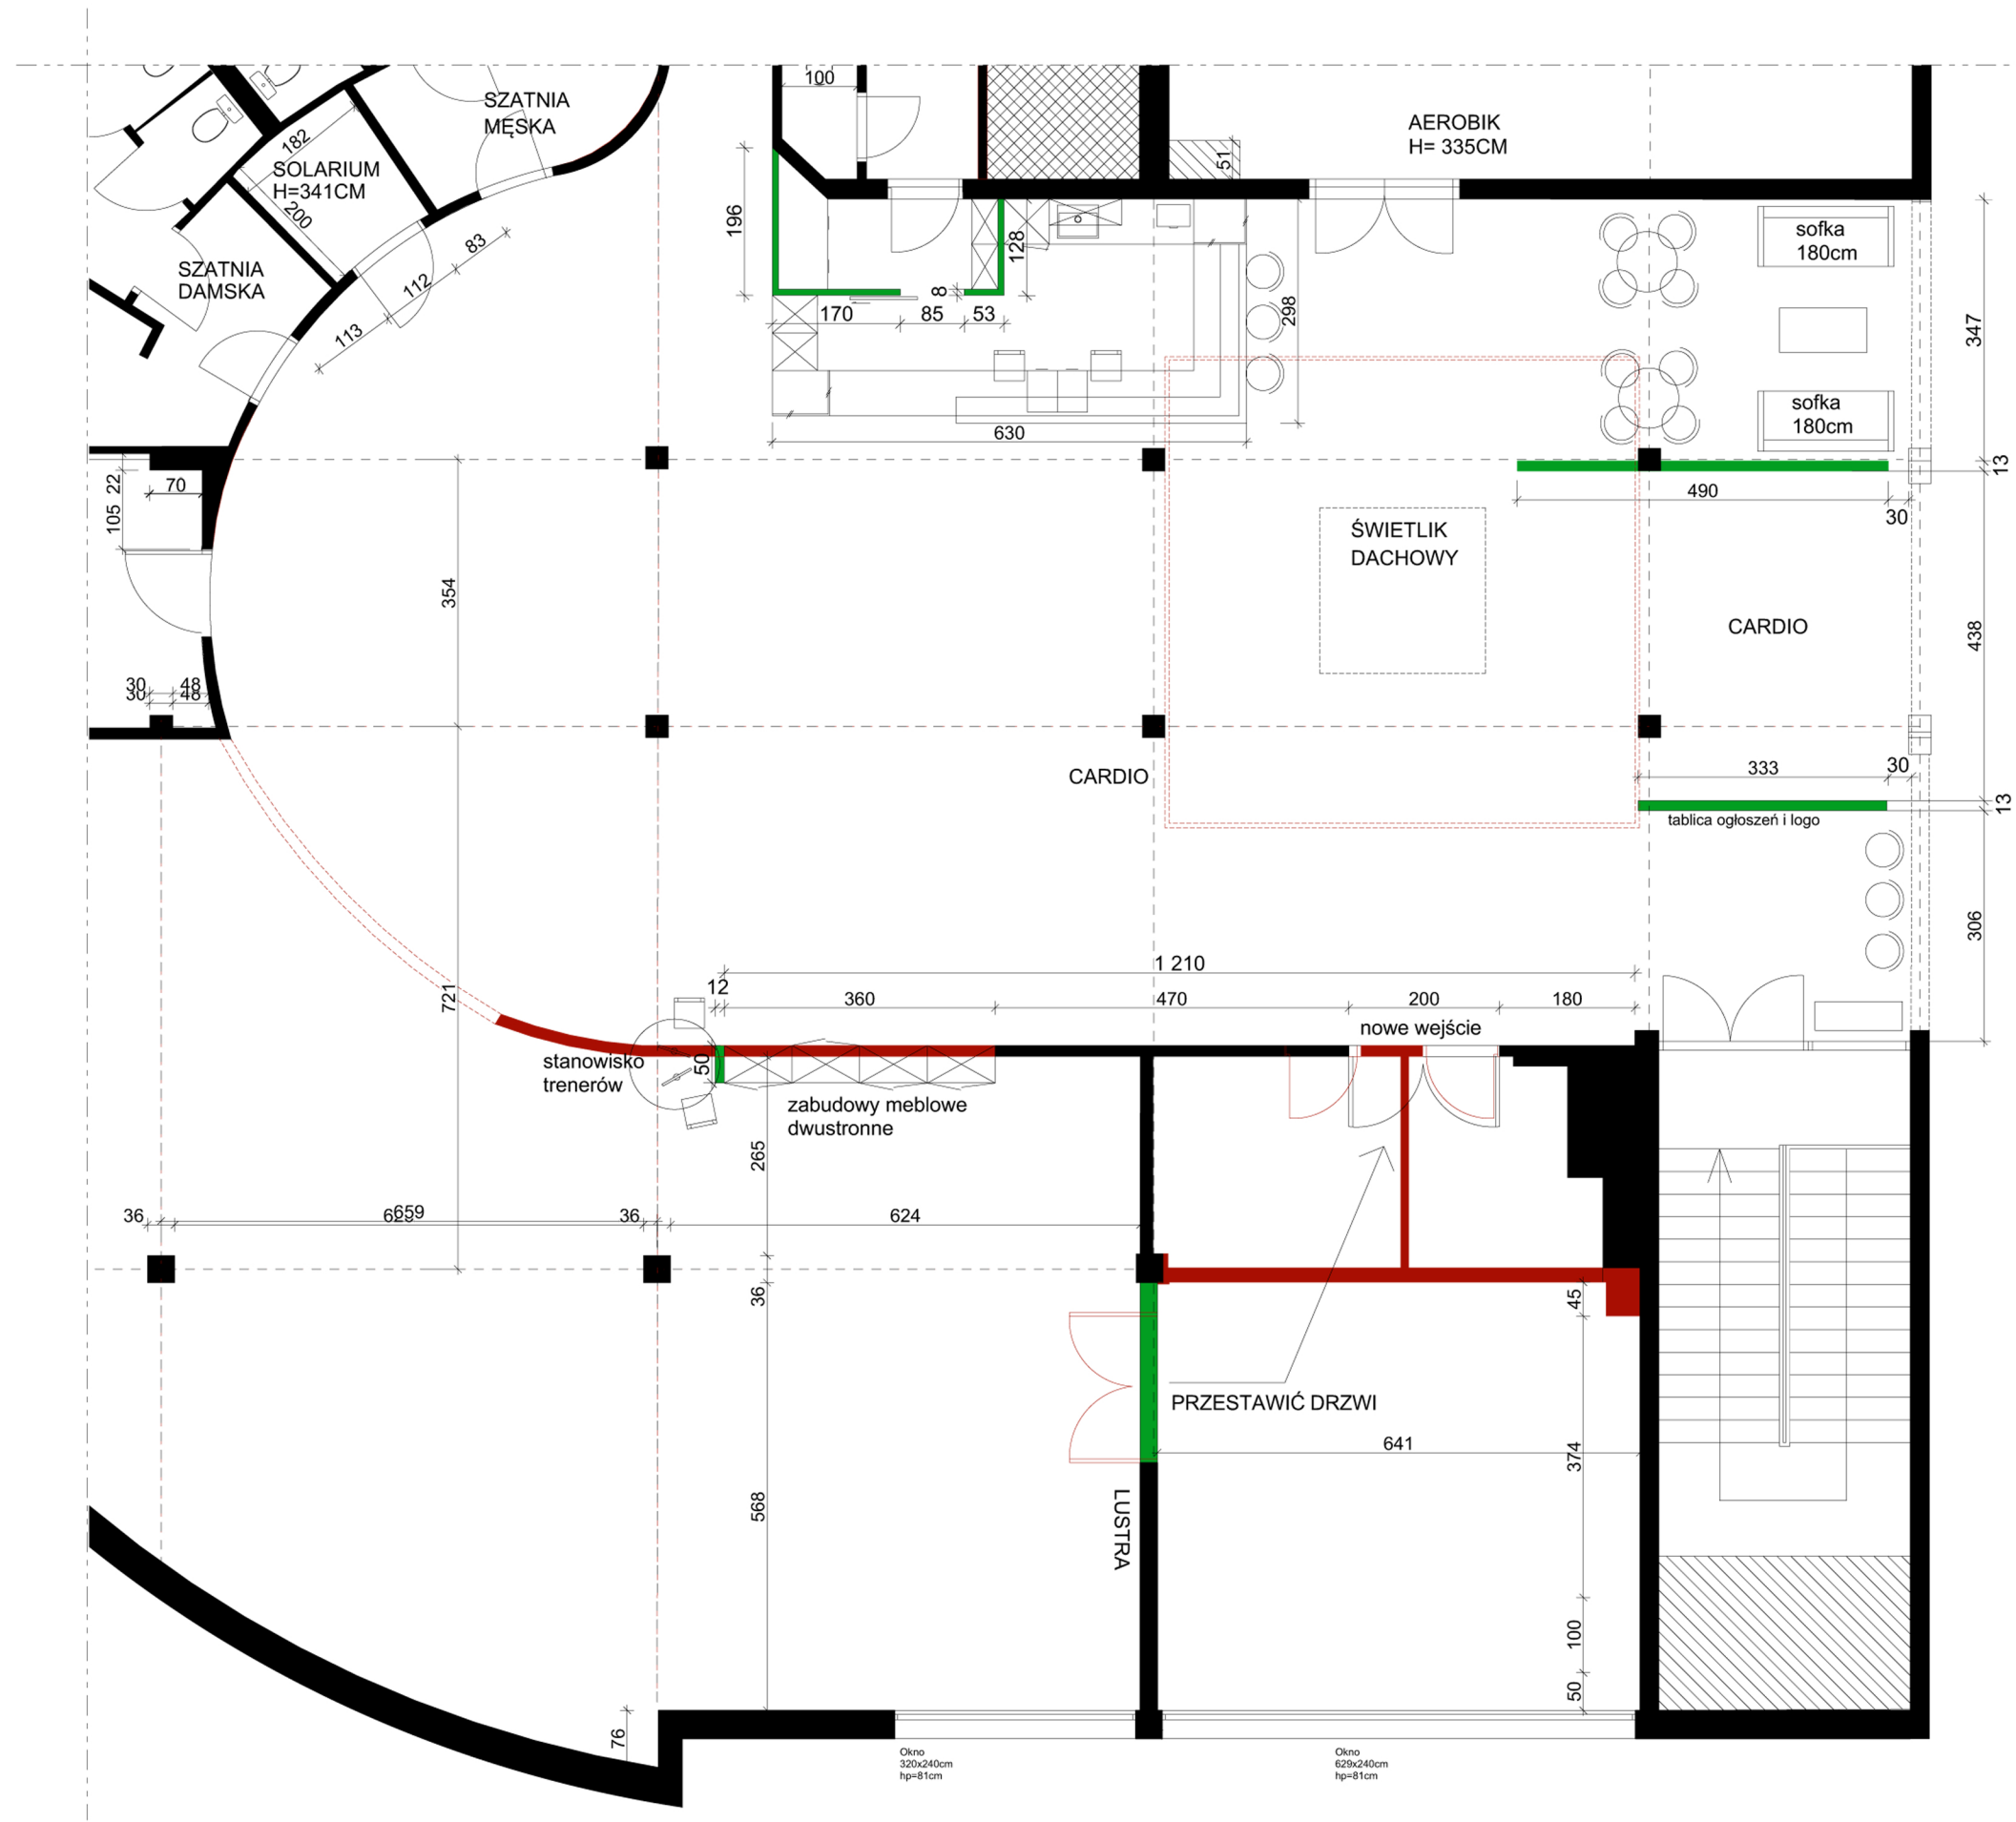 100
SZATNIA
MĘSKA
AEROBIK
H= 335CM
182
SOLARIUM
H=341CM
51
200
196
83
128
sofka
180cm
SZATNIA
DAMSKA
112
113
8
170
85
53
298
347
sofka
180cm
630
13
22
70
105
490
30
ŚWIETLIK
DACHOWY
354
CARDIO
438
30
48
30
48
CARDIO
333
30
13
tablica ogłoszeń i logo
306
1 210
12
721
360
470
200
180
nowe wejście
stanowisko
trenerów
50
zabudowy meblowe
dwustronne
265
36
659
36
624
36
45
PRZESTAWIĆ DRZWI
641
374
568
LUSTRA
100
50
76
Okno
320x240cm
hp=81cm
Okno
629x240cm
hp=81cm